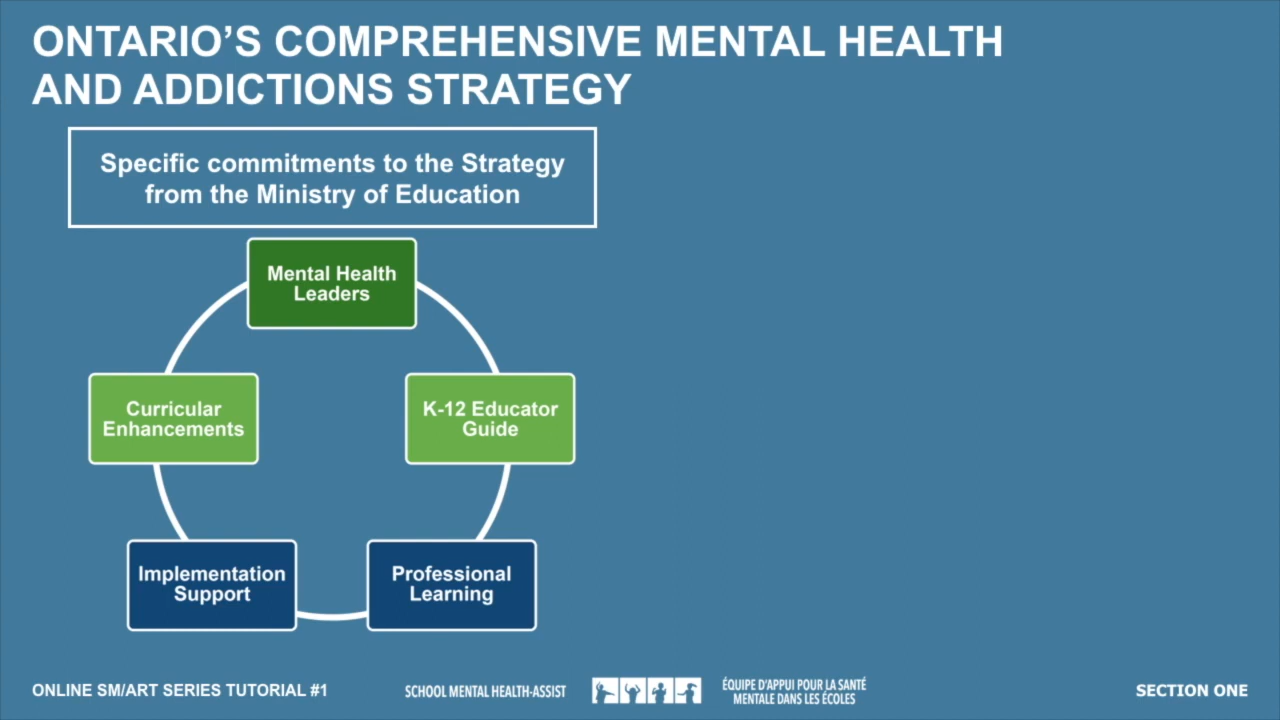 ONTARIO’S COMPREHENSIVE MENTAL HEALTH
AND ADDICTIONS STRATEGY
Specific commitments to the Strategy
from the Ministry of Education
Mental Health
Leaders
Curricular
Enhancements
K-12 Educator
Guide
Implementation
Support
Professional
Learning
ONLINE SM/ART SERIES TUTORIAL #1
SCHOOL MENTAL HEALTH-ASSIST
ÉQUIPE D'APPUI POUR LA SANTÉ
MENTALE DANS LES ÉCOLES
SECTION ONE